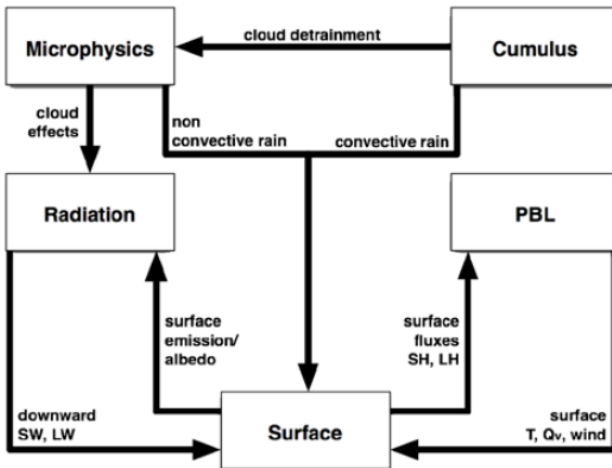 Microphysics
cloud detrainment
Cumulus
cloud
effects
non
convective rain
convective rain
Radiation
PBL
surface
emission/
albedo
surface
fluxes
SH, LH
downward
SW, LW
Surface
surface
T, Qv, wind